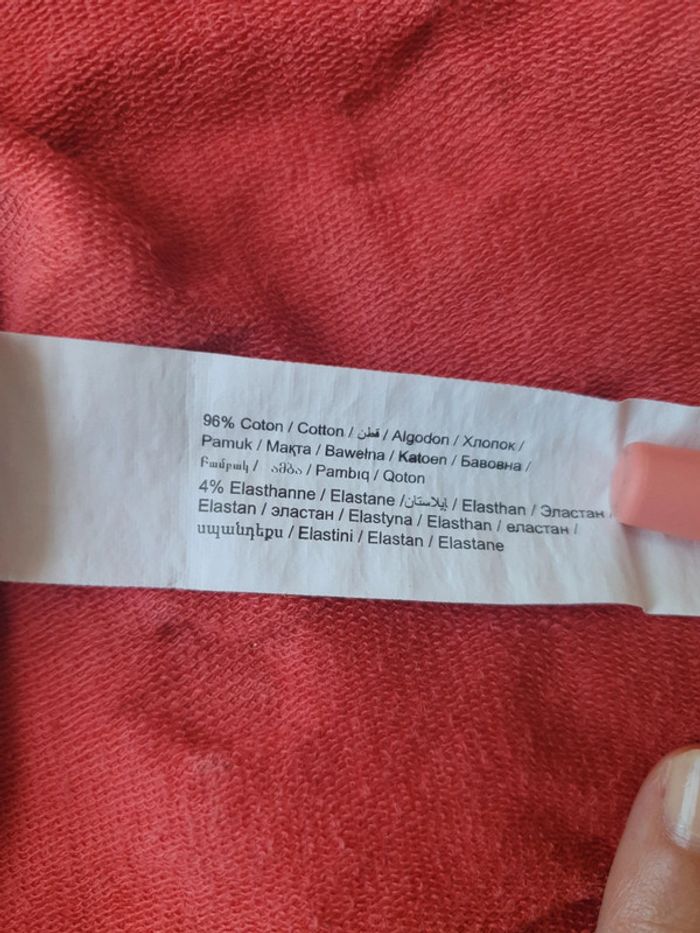 96% Coton / Cotton / قطن / Algodon / Хлопок /
Pamuk / Мақта / Bawełna / Katoen / Бавовна /
Բամբակ / ამბა / Pambıq / Qoton
4% Elasthanne / Elastane / إيلاستان / Elasthan / Эластан /
Elastan / эластан / Elastyna / Elasthan / еластан /
սպանդեքս / Elastini / Elastan / Elastane